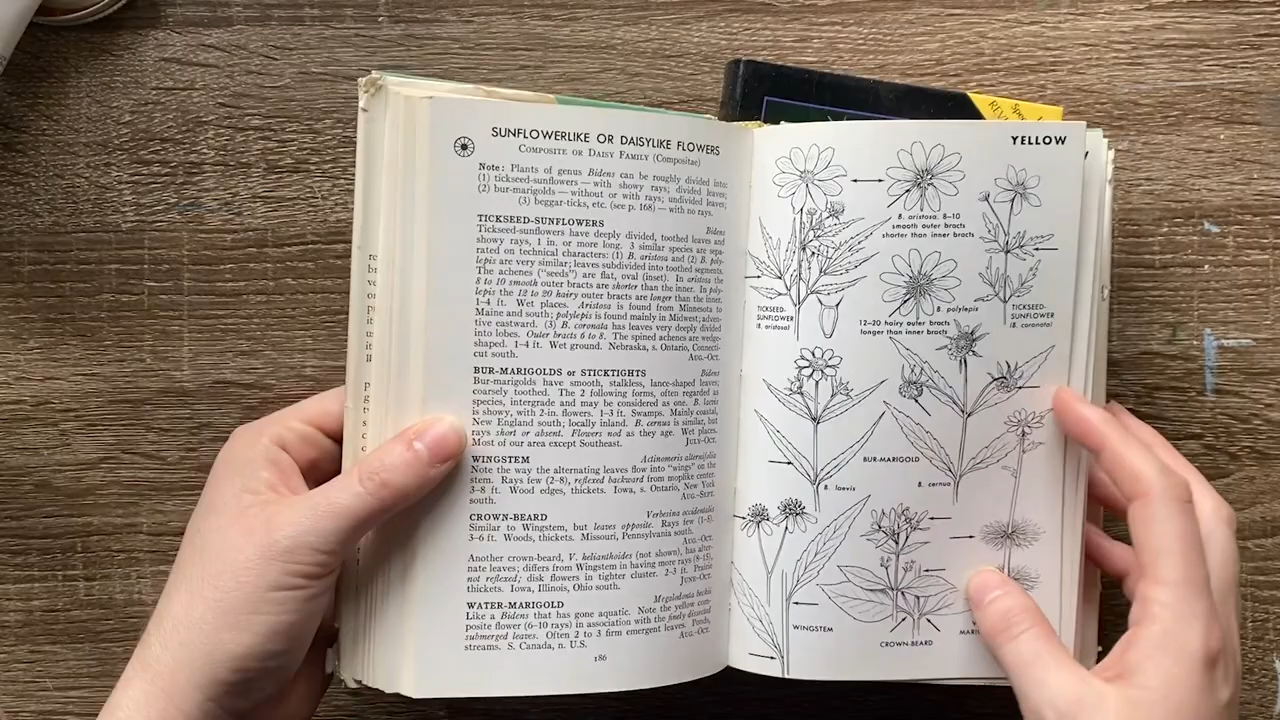 SUNFLOWERLIKE OR DAISYLIKE FLOWERS
COMPOSITE OR DAISY FAMILY (Compositae)
Note: Plants of genus Bidens can be roughly divided into:
(1) tickseed-sunflowers — with showy rays; divided leaves;
(2) bur-marigolds — without or with rays; undivided leaves;
(3) beggar-ticks, etc. (see p. 168) — with no rays.
TICKSEED-SUNFLOWERS Bidens
Tickseed-sunflowers have deeply divided, toothed leaves and
showy rays, 1 in. or more long. 3 similar species are sepa-
rated on technical characters: (1) B. aristosa and (2) B. poly-
lepis are very similar; leaves subdivided into toothed segments.
The achenes ("seeds") are flat, oval (inset). In aristosa the
8 to 10 smooth outer bracts are shorter than the inner. In poly-
lepis the 12 to 20 hairy outer bracts are longer than the inner.
1–4 ft. Wet places. Aristosa is found from Minnesota to
Maine and south; polylepis is found mainly in Midwest; adven-
tive eastward. (3) B. coronata has leaves very deeply divided
into lobes. Outer bracts 6 to 8. The spined achenes are wedge-
shaped. 1–4 ft. Wet ground. Nebraska, s. Ontario, Connecti-
cut south. AUG.-OCT.
BUR-MARIGOLDS or STICKTIGHTS Bidens
Bur-marigolds have smooth, stalkless, lance-shaped leaves;
coarsely toothed. The 2 following forms, often regarded as
species, intergrade and may be considered as one. B. laevis
is showy, with 2-in. flowers. 1–3 ft. Swamps. Mainly coastal,
New England south; locally inland. B. cernua is similar, but
rays short or absent. Flowers nod as they age. Wet places.
Most of our area except Southeast. JULY-OCT.
WINGSTEM Actinomeris alternifolia
Note the way the alternating leaves flow into "wings" on the
stem. Rays few (2–8), reflexed backward from moplike center.
3–8 ft. Wood edges, thickets. Iowa, s. Ontario, New York
south. AUG.-SEPT.
CROWN-BEARD Verbesina occidentalis
Similar to Wingstem, but leaves opposite. Rays few (1–5).
3–6 ft. Woods, thickets. Missouri, Pennsylvania south.
AUG.-OCT.
Another crown-beard, V. helianthoides (not shown), has alter-
nate leaves; differs from Wingstem in having more rays (8–15),
not reflexed; disk flowers in tighter cluster. 2–3 ft. Prairie
thickets. Iowa, Illinois, Ohio south. JUNE-OCT.
WATER-MARIGOLD Megalodonta beckii
Like a Bidens that has gone aquatic. Note the yellow com-
posite flower (6–10 rays) in association with the finely dissected
submerged leaves. Often 2 to 3 firm emergent leaves. Ponds,
streams. S. Canada, n. U.S. AUG.-OCT.
186
YELLOW
B. aristosa, 8–10
smooth outer bracts
shorter than inner bracts
TICKSEED-
SUNFLOWER
(B. aristosa)
B. polylepis
12–20 hairy outer bracts
longer than inner bracts
TICKSEED-
SUNFLOWER
(B. coronata)
BUR-MARIGOLD
B. laevis
B. cernua
WINGSTEM
CROWN-BEARD